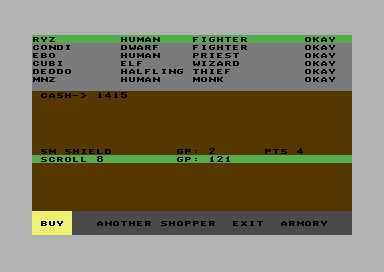 RYZ HUMAN FIGHTER OKAY
CONDI DWARF FIGHTER OKAY
EBO HUMAN PRIEST OKAY
CUBI ELF WIZARD OKAY
DEDDO HALFLING THIEF OKAY
MNZ HUMAN MONK OKAY
CASH-> 1415
SM SHIELD GP: 2 PTS 4
SCROLL 8 GP: 121
BUY ANOTHER SHOPPER EXIT ARMORY